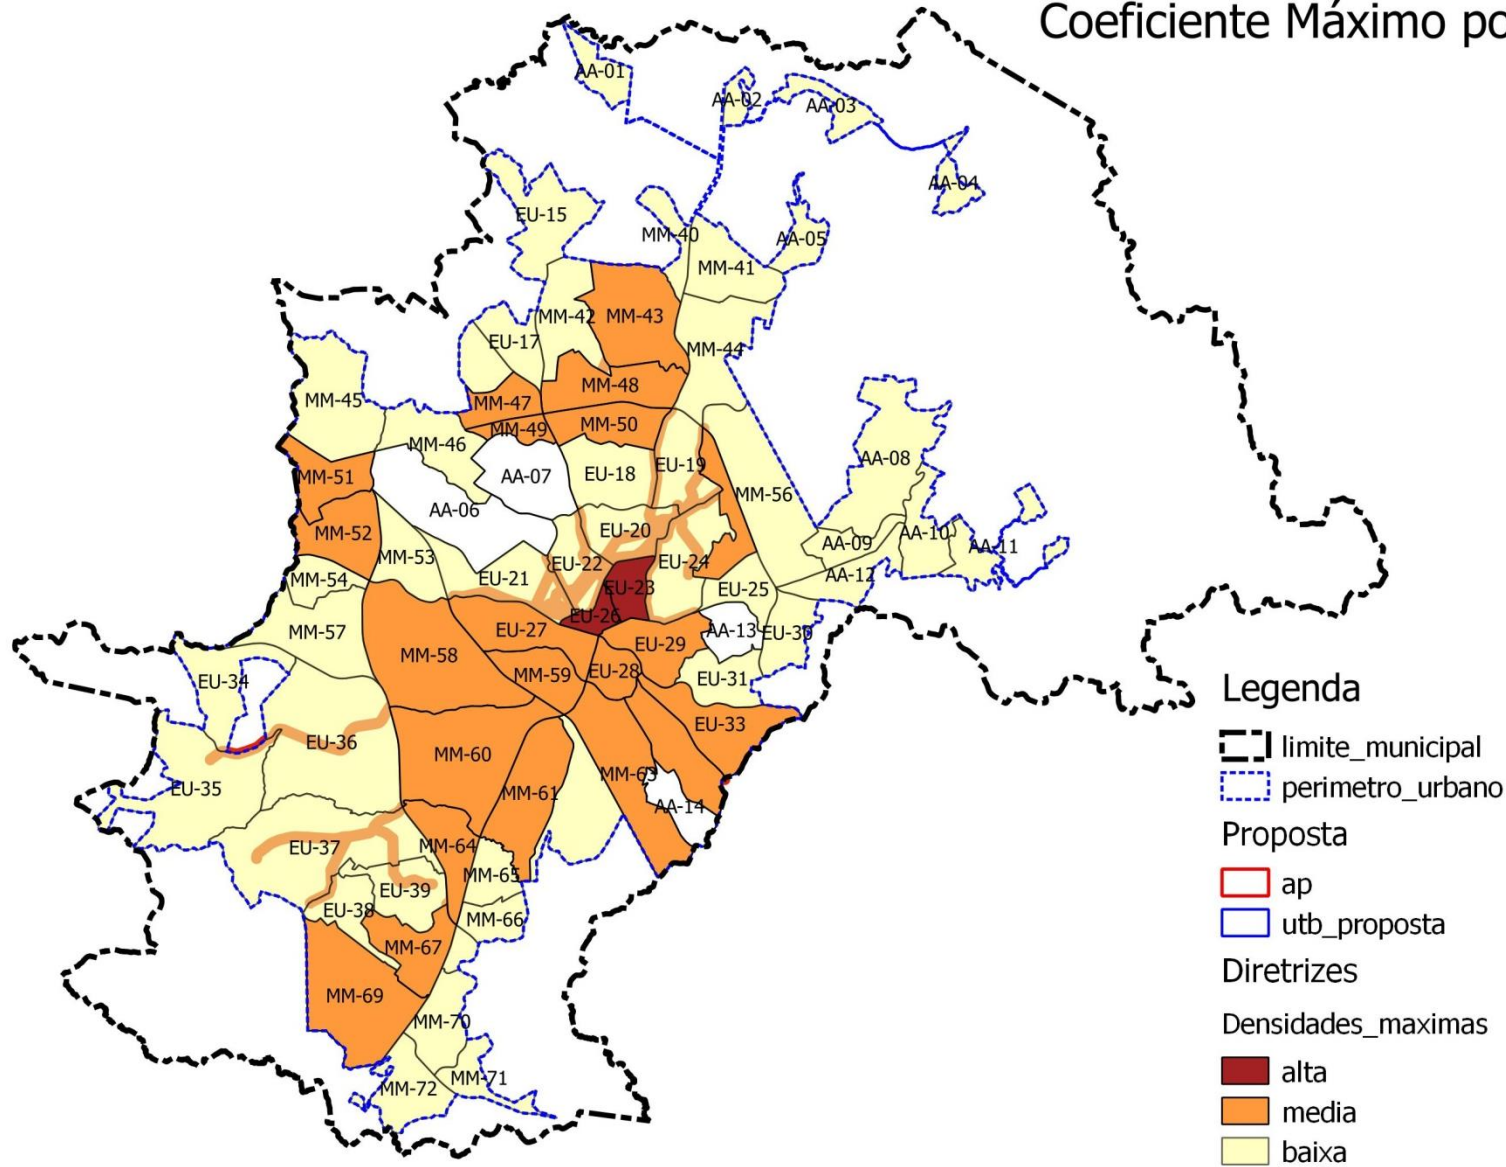 Coeficiente Máximo po
AA-01
AA-02
AA-03
AA-04
EU-15
MM-40
AA-05
MM-41
MM-42
MM-43
EU-17
MM-44
MM-48
MM-45
MM-47
MM-50
MM-49
MM-46
AA-08
EU-19
EU-18
AA-07
MM-51
MM-56
AA-06
EU-20
MM-52
AA-10
AA-09
AA-11
MM-53
EU-22
EU-24
AA-12
MM-54
EU-21
EU-23
EU-25
EU-26
MM-57
EU-27
AA-13
EU-30
EU-29
MM-58
MM-59
EU-28
EU-31
EU-34
EU-33
EU-36
MM-60
MM-63
EU-35
MM-61
AA-14
EU-37
MM-64
MM-65
EU-39
EU-38
MM-66
MM-67
MM-69
MM-70
MM-71
MM-72
Legenda
limite_municipal
perimetro_urbano
Proposta
ap
utb_proposta
Diretrizes
Densidades_maximas
alta
media
baixa